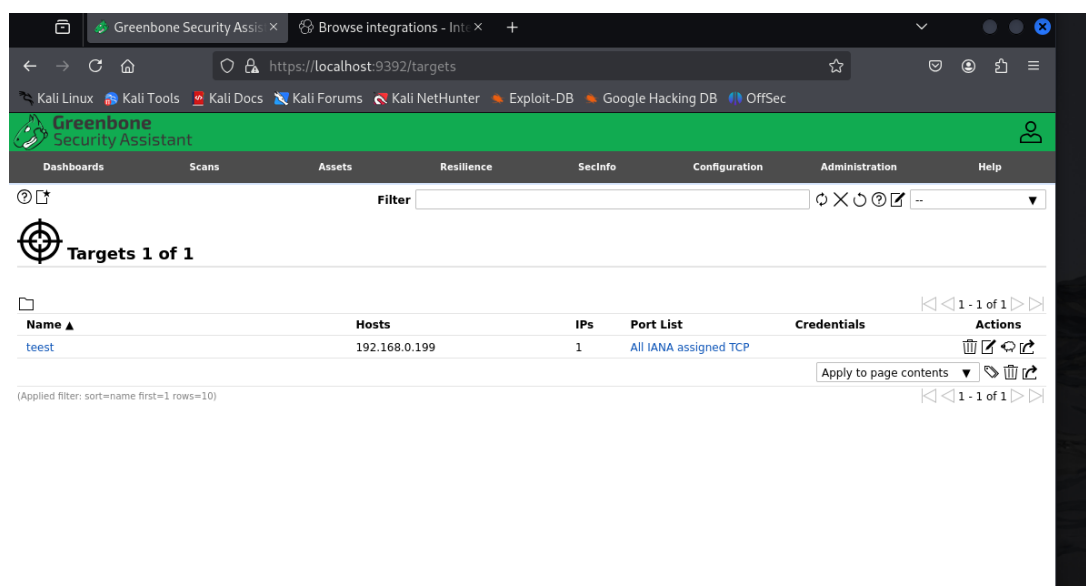 Greenbone Security Assis
Browse integrations - Inte
https://localhost:9392/targets
Kali Linux Kali Tools Kali Docs Kali Forums Kali NetHunter Exploit-DB Google Hacking DB OffSec
Greenbone
Security Assistant
Dashboards Scans Assets Resilience SecInfo Configuration Administration Help
Filter --
Targets 1 of 1
1 - 1 of 1
Name Hosts IPs Port List Credentials Actions
teest 192.168.0.199 1 All IANA assigned TCP
Apply to page contents
(Applied filter: sort=name first=1 rows=10) 1 - 1 of 1